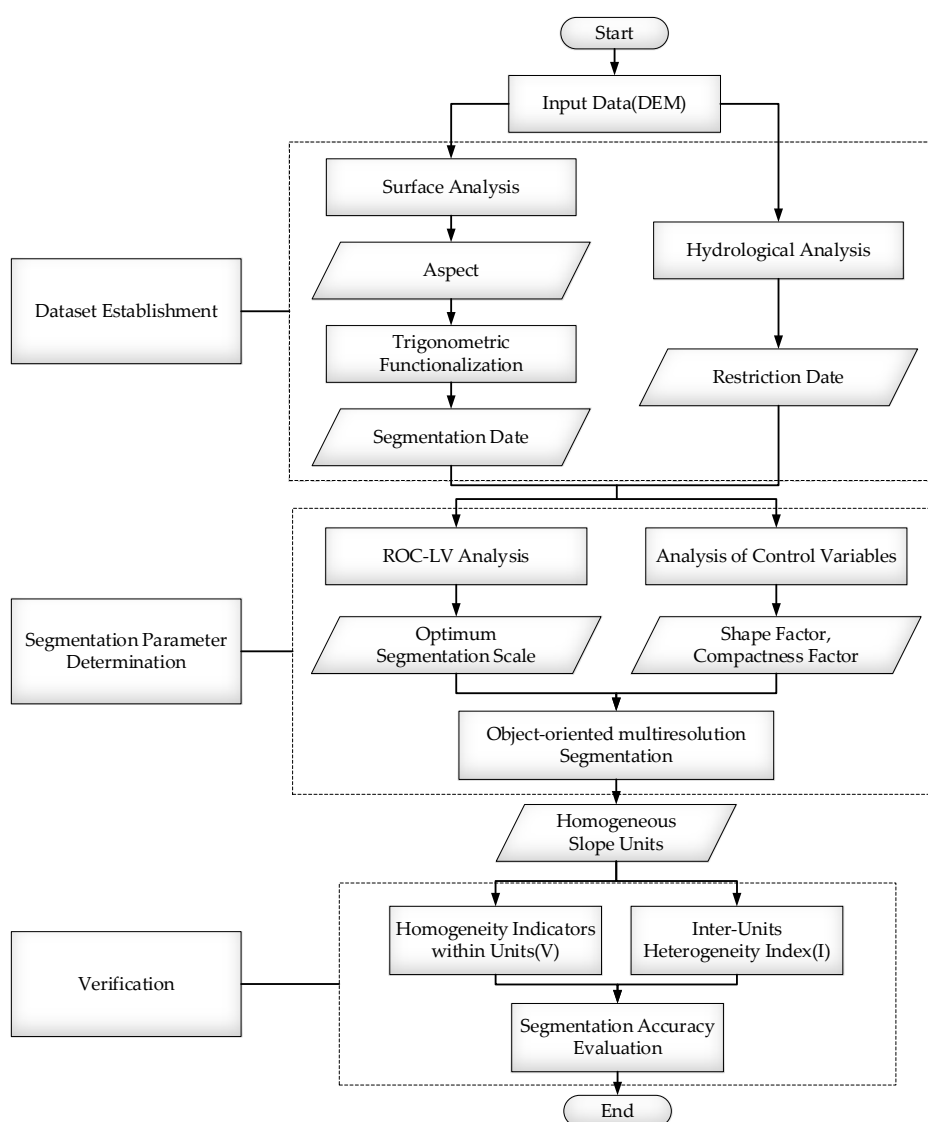 Start
Input Data(DEM)
Surface Analysis
Aspect
Hydrological Analysis
Dataset Establishment
Trigonometric
Functionalization
Restriction Date
Segmentation Date
ROC-LV Analysis
Analysis of Control Variables
Segmentation Parameter
Determination
Optimum
Segmentation Scale
Shape Factor,
Compactness Factor
Object-oriented multiresolution
Segmentation
Homogeneous
Slope Units
Homogeneity Indicators
within Units(V)
Inter-Units
Heterogeneity Index(I)
Verification
Segmentation Accuracy
Evaluation
End